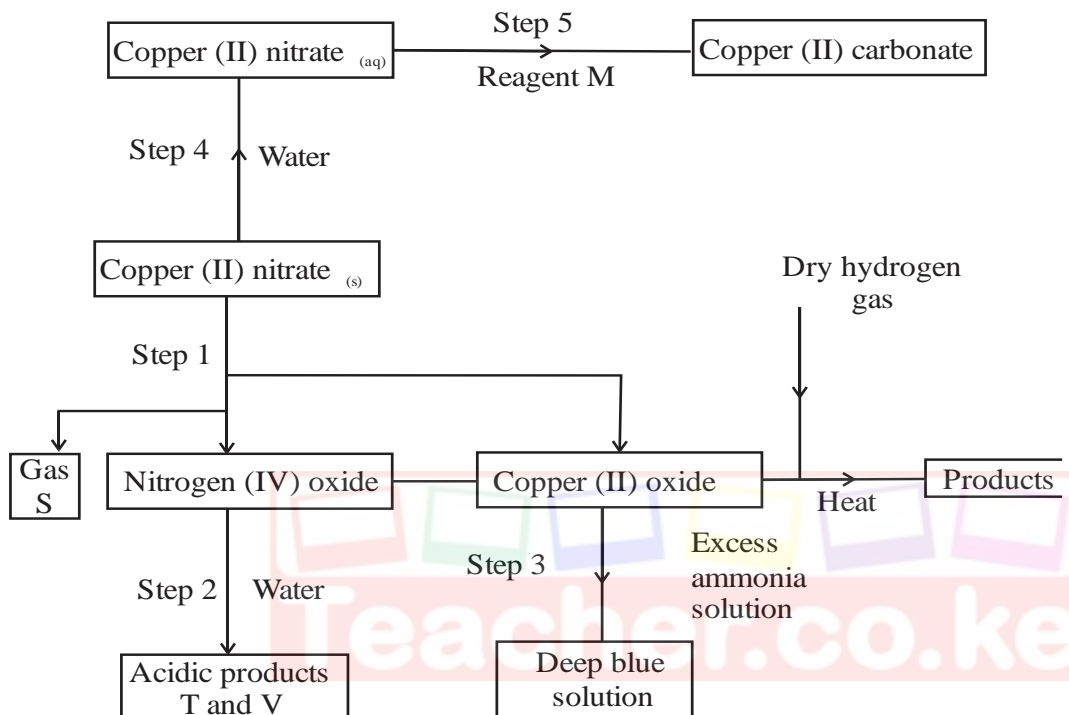 Step 5
Copper (II) nitrate (aq)
Copper (II) carbonate
Reagent M
Step 4
Water
Copper (II) nitrate (s)
Dry hydrogen
gas
Step 1
Gas
S
Nitrogen (IV) oxide
Copper (II) oxide
Products
Heat
Step 2
Water
Step 3
Excess
ammonia
solution
Teacher.co.ke
Acidic products
T and V
Deep blue
solution